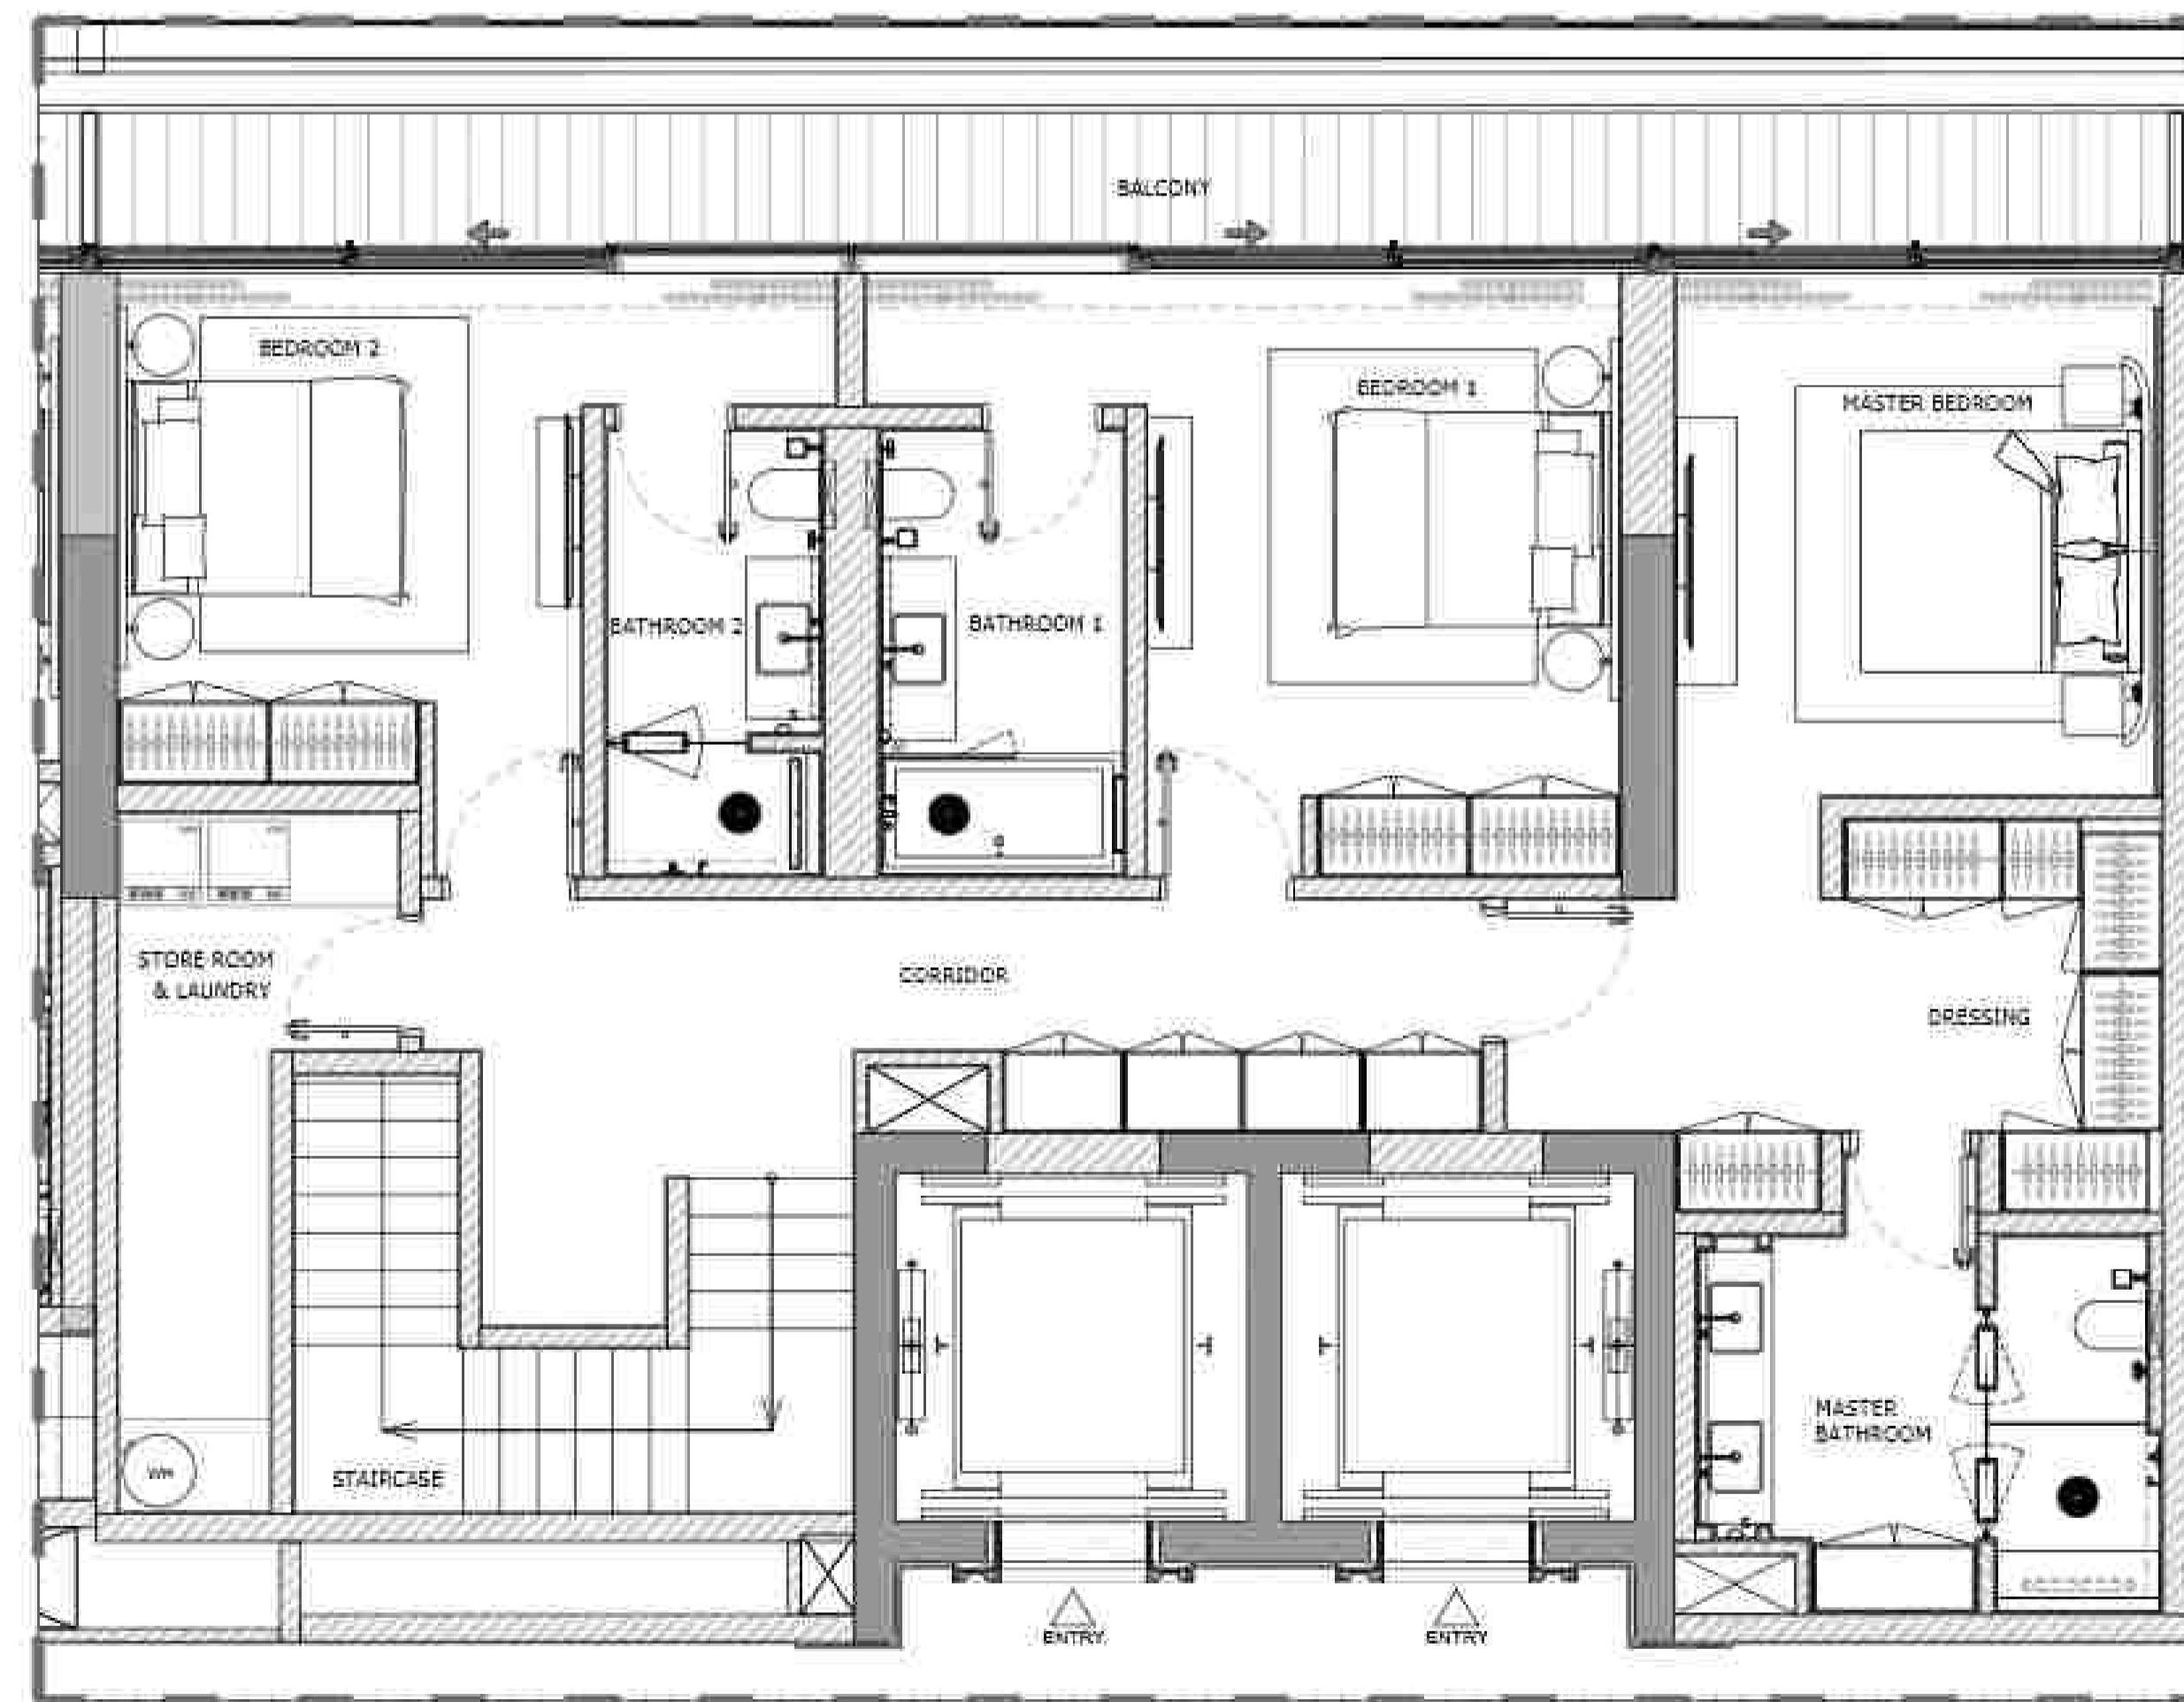 BALCONY
BEDROOM 2
BEDROOM 1
MASTER BEDROOM
BATHROOM 2
BATHROOM 1
STORE ROOM
& LAUNDRY
CORRIDOR
DRESSING
MASTER
BATHROOM
WH
STAIRCASE
ENTRY
ENTRY